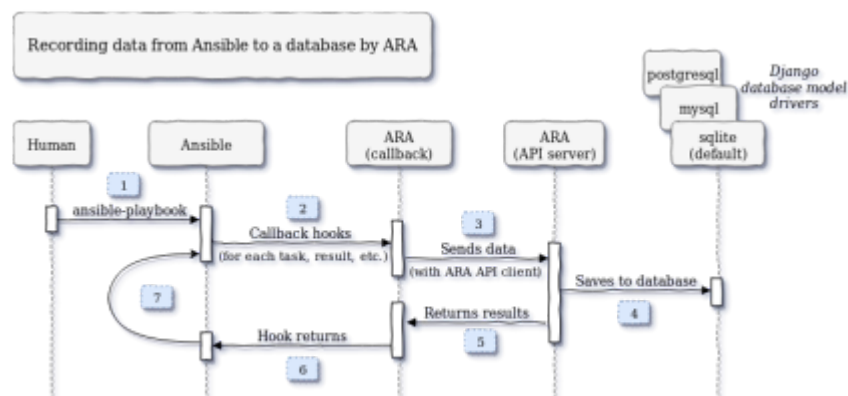 Recording data from Ansible to a database by ARA
postgresql
Django
database model
drivers
mysql
Human
Ansible
ARA
(callback)
ARA
(API server)
sqlite
(default)
1
ansible-playbook
2
Callback hooks
(for each task, result, etc.)
3
Sends data
(with ARA API client)
Saves to database
4
7
Returns results
5
Hook returns
6